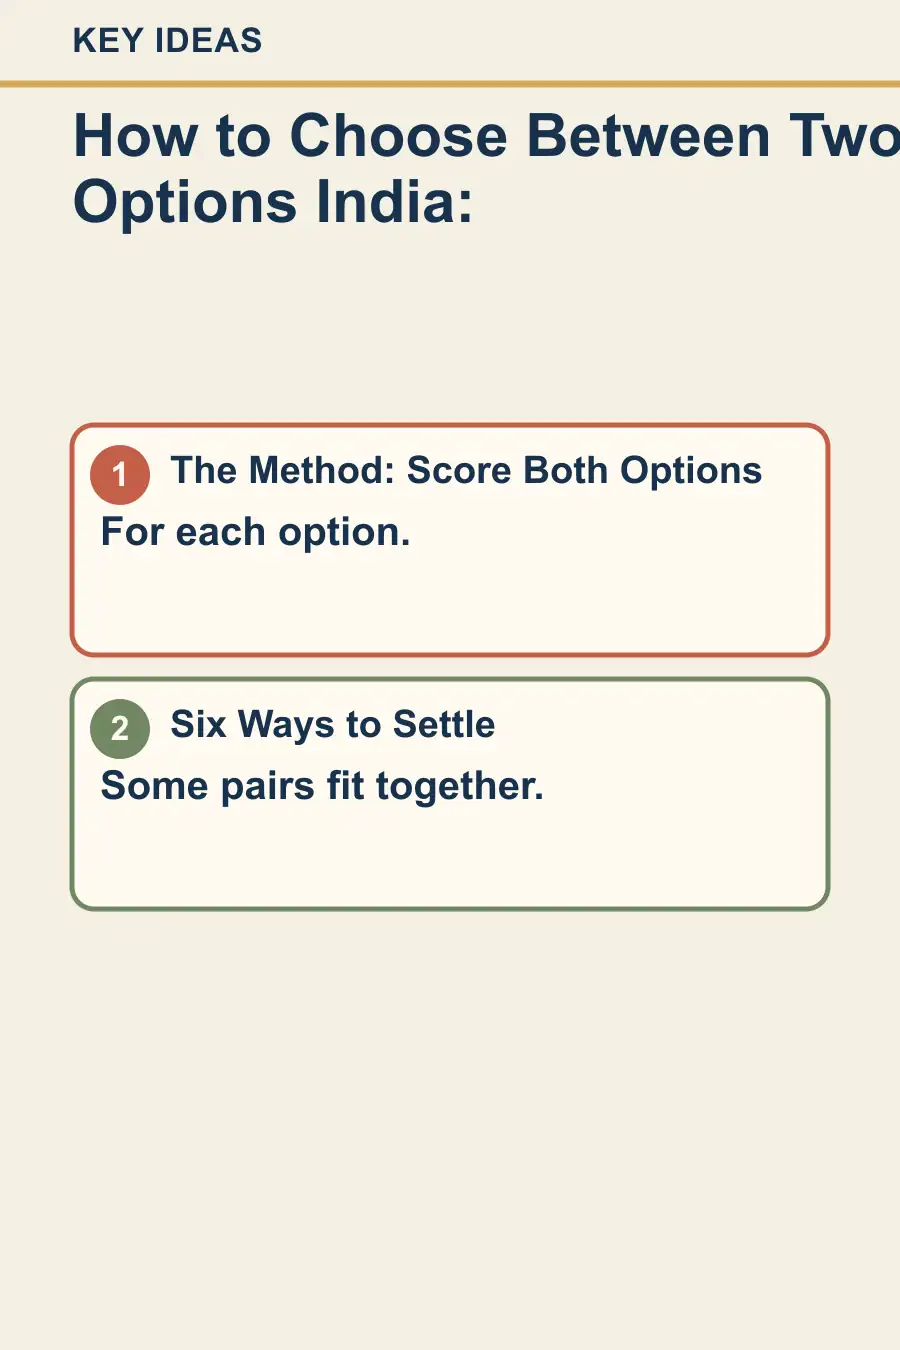 KEY IDEAS
How to Choose Between Two
Options India:
1 The Method: Score Both Options
For each option.
2 Six Ways to Settle
Some pairs fit together.